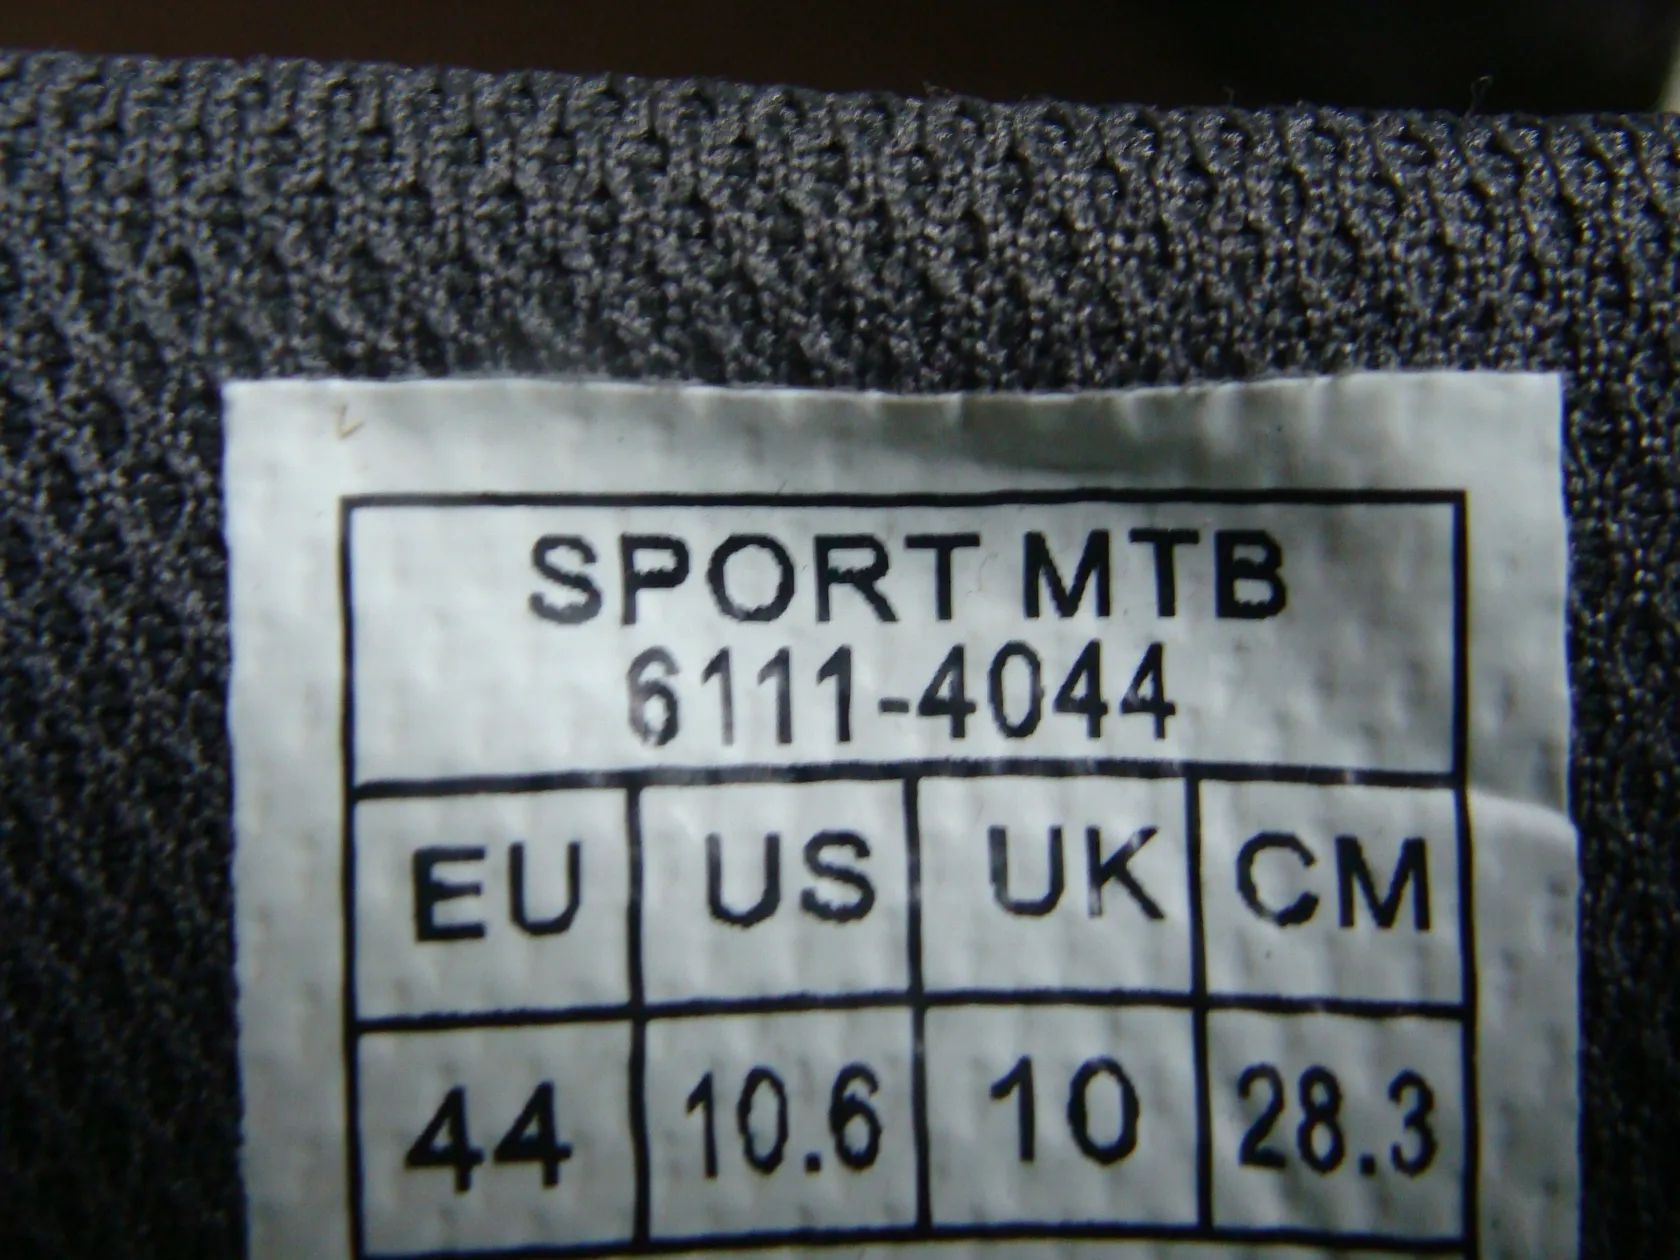 SPORT MTB
6111-4044
EU US UK CM
44 10.6 10 28.3